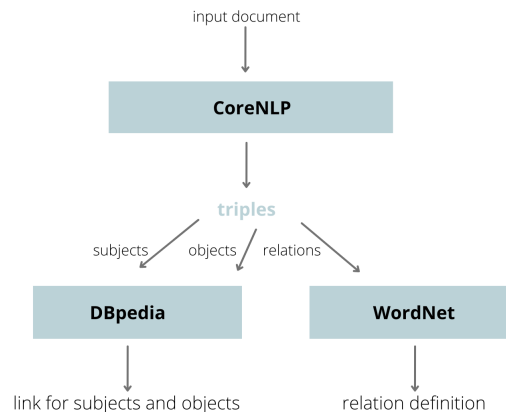 input document
CoreNLP
triples
subjects
objects
relations
DBpedia
WordNet
link for subjects and objects
relation definition